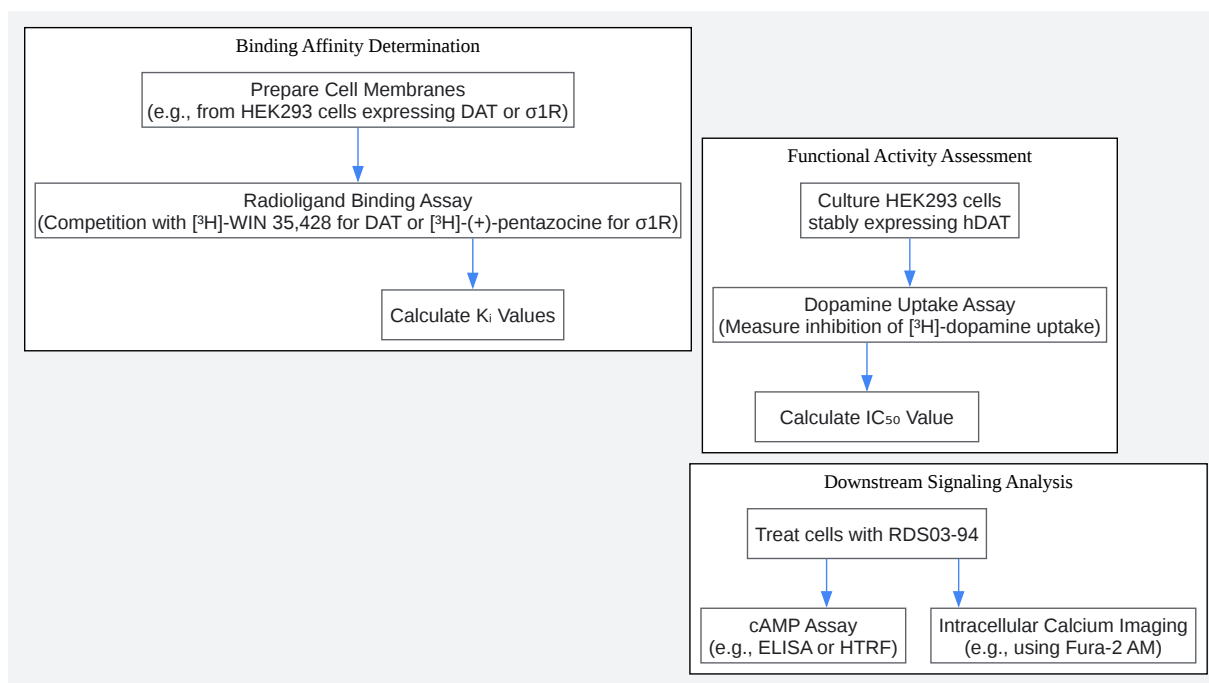 Binding Affinity Determination
Prepare Cell Membranes
(e.g., from HEK293 cells expressing DAT or σ1R)
Radioligand Binding Assay
(Competition with [³H]-WIN 35,428 for DAT or [³H]-(+)-pentazocine for σ1R)
Calculate Kᵢ Values
Functional Activity Assessment
Culture HEK293 cells
stably expressing hDAT
Dopamine Uptake Assay
(Measure inhibition of [³H]-dopamine uptake)
Calculate IC₅₀ Value
Downstream Signaling Analysis
Treat cells with RDS03-94
cAMP Assay
(e.g., ELISA or HTRF)
Intracellular Calcium Imaging
(e.g., using Fura-2 AM)